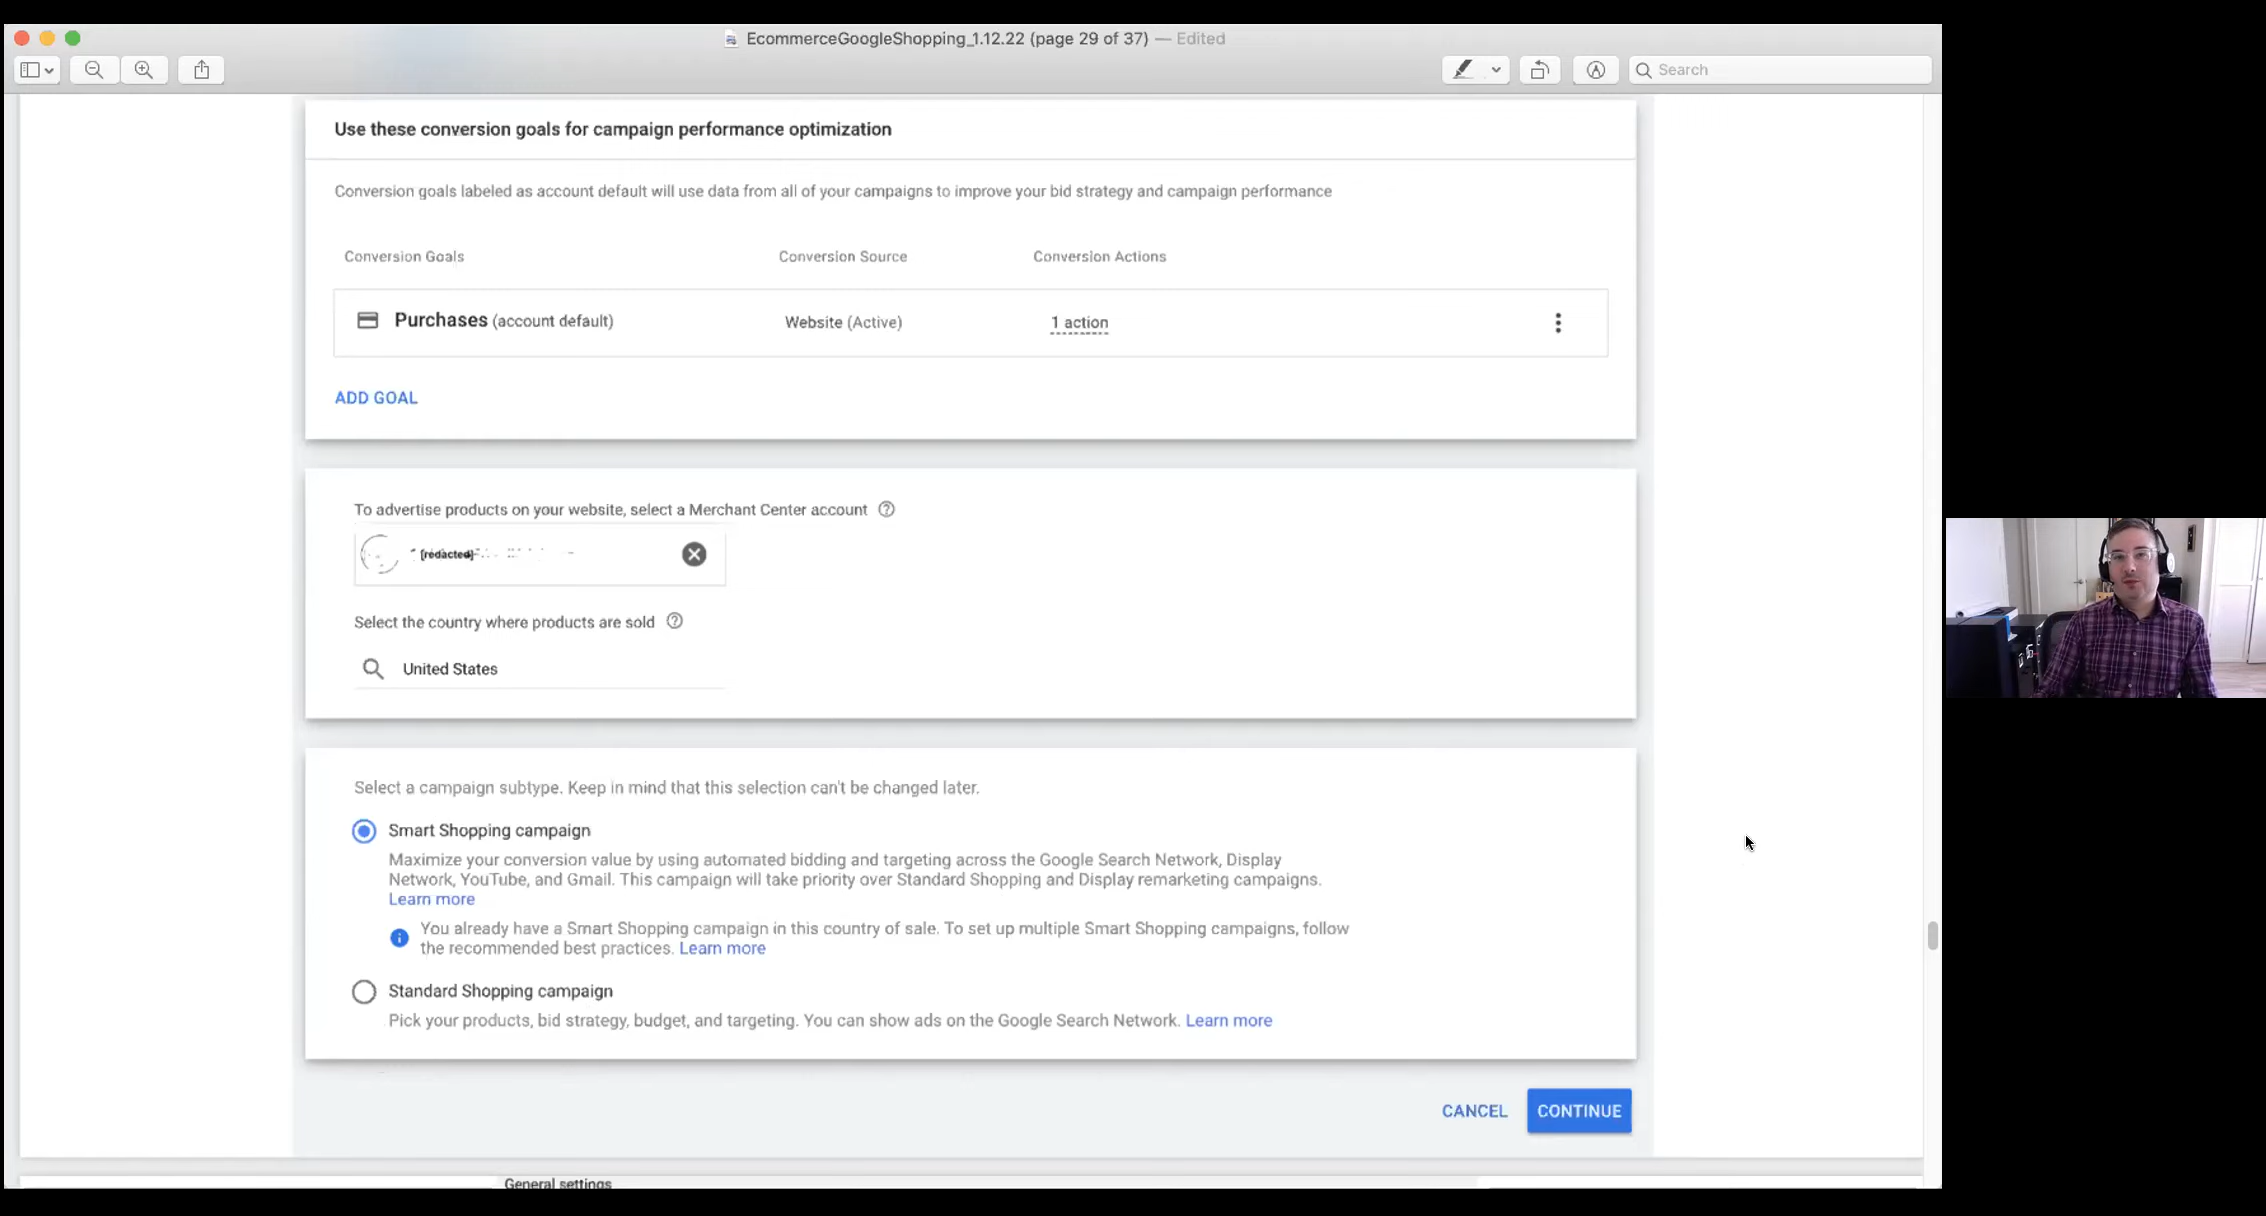 EcommerceGoogleShopping_1.12.22 (page 29 of 37) — Edited
Search
Use these conversion goals for campaign performance optimization
Conversion goals labeled as account default will use data from all of your campaigns to improve your bid strategy and campaign performance
Conversion Goals Conversion Source Conversion Actions
Purchases (account default) Website (Active) 1 action
ADD GOAL
To advertise products on your website, select a Merchant Center account
[redacted]
Select the country where products are sold
United States
Select a campaign subtype. Keep in mind that this selection can't be changed later.
Smart Shopping campaign
Maximize your conversion value by using automated bidding and targeting across the Google Search Network, Display
Network, YouTube, and Gmail. This campaign will take priority over Standard Shopping and Display remarketing campaigns.
Learn more
You already have a Smart Shopping campaign in this country of sale. To set up multiple Smart Shopping campaigns, follow
the recommended best practices. Learn more
Standard Shopping campaign
Pick your products, bid strategy, budget, and targeting. You can show ads on the Google Search Network. Learn more
CANCEL CONTINUE
General settings